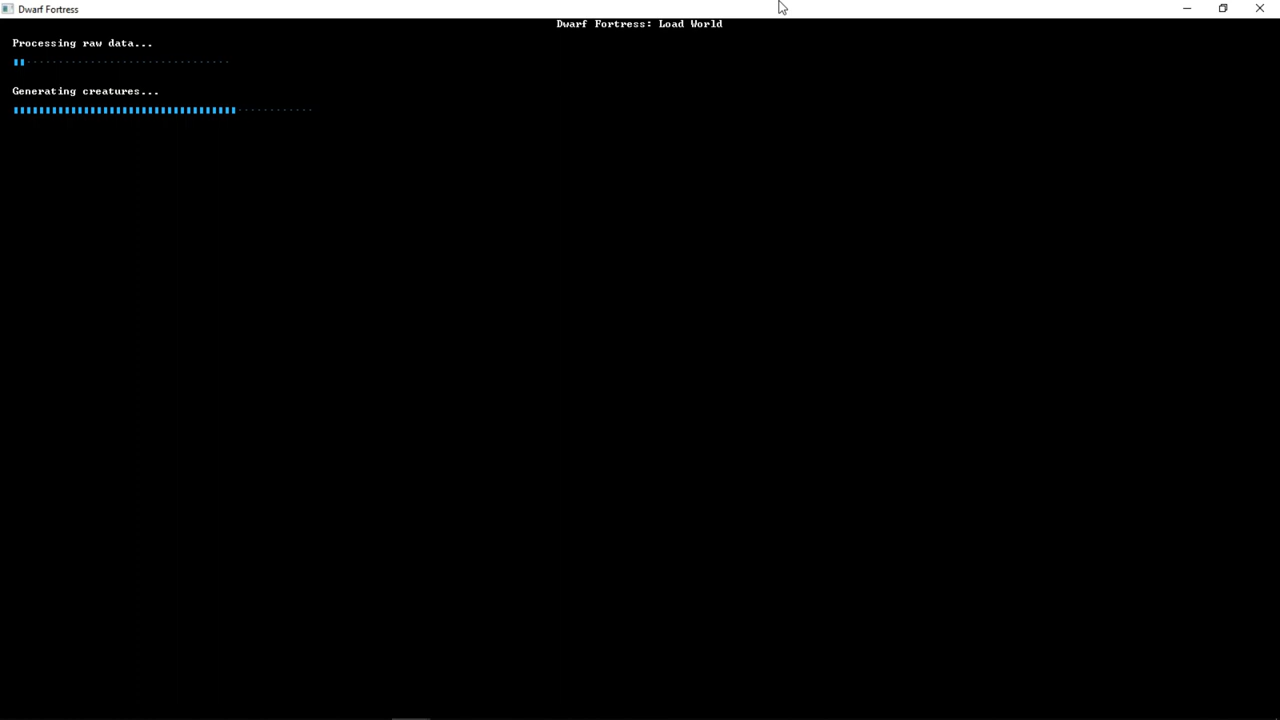 Dwarf Fortress
Dwarf Fortress: Load World
Processing raw data...
Generating creatures...